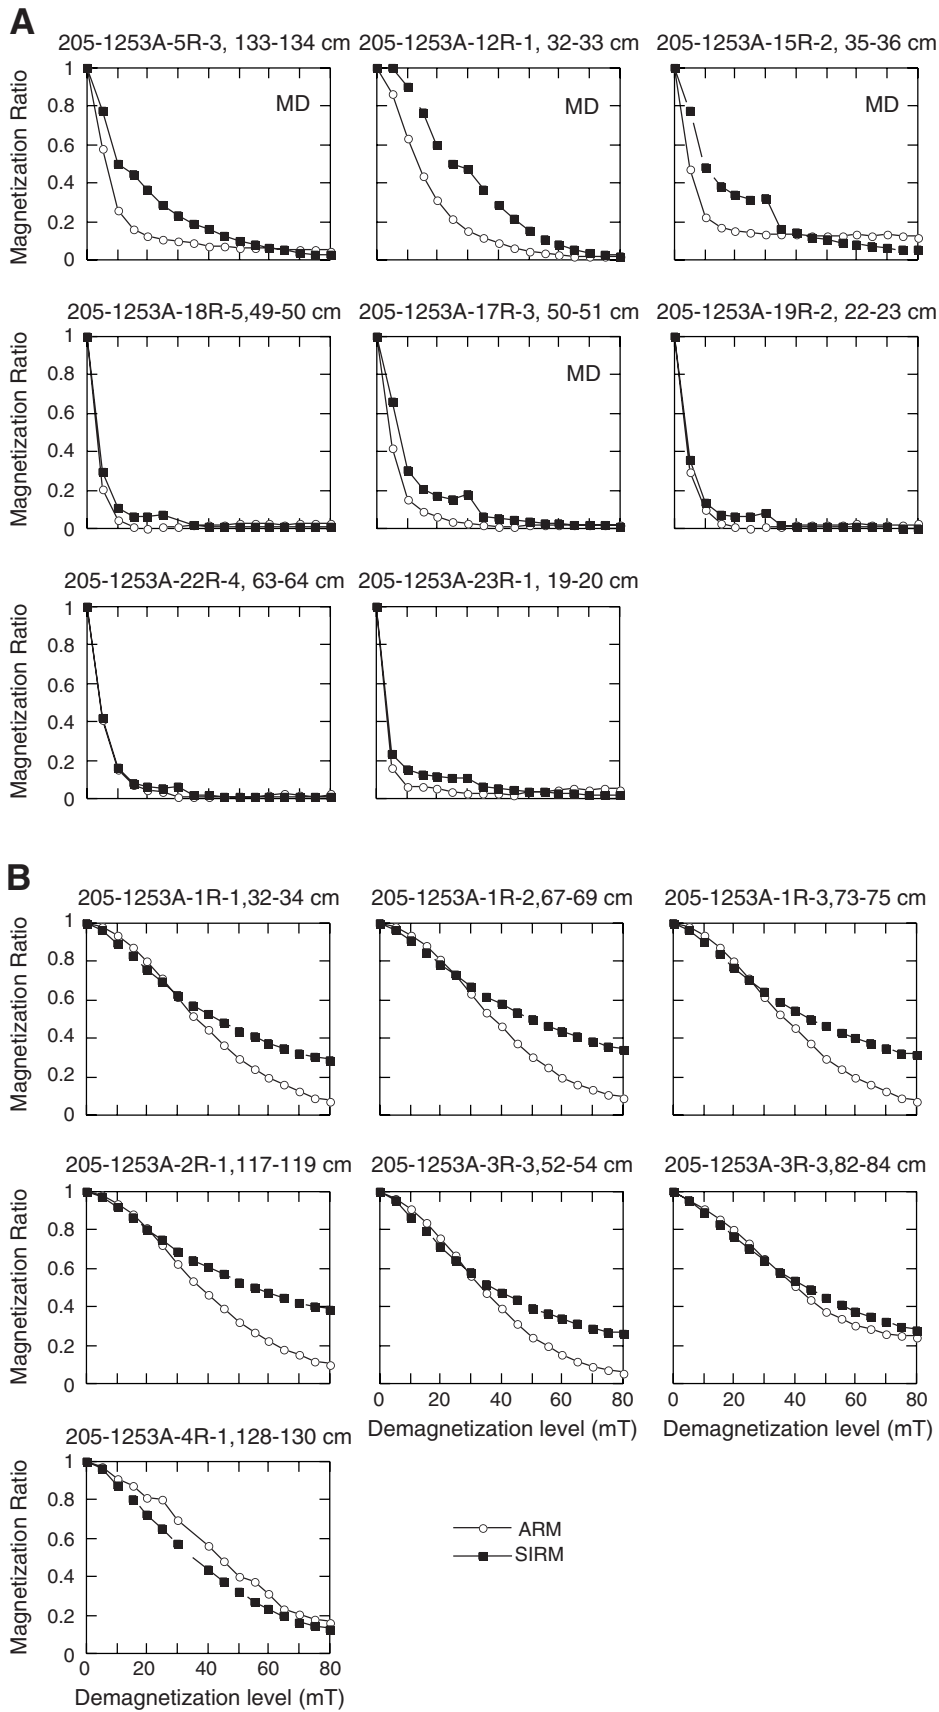 A
205-1253A-5R-3, 133-134 cm
205-1253A-12R-1, 32-33 cm
205-1253A-15R-2, 35-36 cm
Magnetization Ratio
1
0.8
0.6
0.4
0.2
0
MD
MD
MD
205-1253A-18R-5,49-50 cm
205-1253A-17R-3, 50-51 cm
205-1253A-19R-2, 22-23 cm
Magnetization Ratio
1
0.8
0.6
0.4
0.2
0
MD
205-1253A-22R-4, 63-64 cm
205-1253A-23R-1, 19-20 cm
Magnetization Ratio
1
0.8
0.6
0.4
0.2
0
B
205-1253A-1R-1,32-34 cm
205-1253A-1R-2,67-69 cm
205-1253A-1R-3,73-75 cm
Magnetization Ratio
1
0.8
0.6
0.4
0.2
0
205-1253A-2R-1,117-119 cm
205-1253A-3R-3,52-54 cm
205-1253A-3R-3,82-84 cm
Magnetization Ratio
1
0.8
0.6
0.4
0.2
0
0 20 40 60 80
Demagnetization level (mT)
0 20 40 60 80
Demagnetization level (mT)
205-1253A-4R-1,128-130 cm
Magnetization Ratio
1
0.8
0.6
0.4
0.2
0
0 20 40 60 80
Demagnetization level (mT)
ARM
SIRM